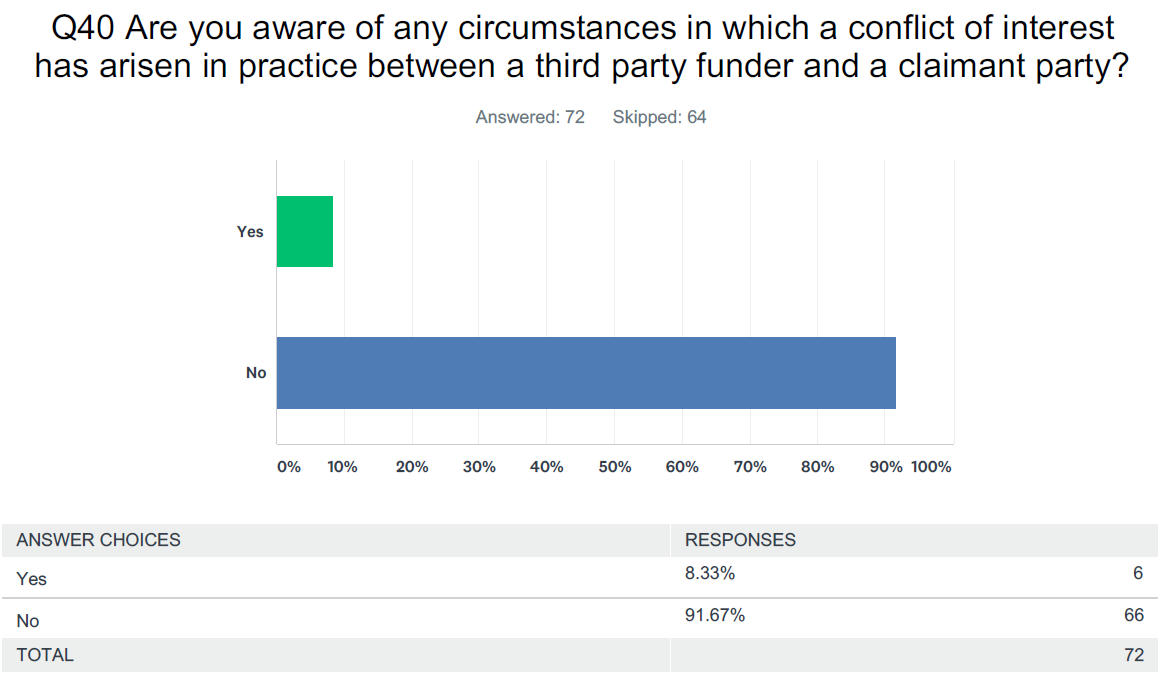 Q40 Are you aware of any circumstances in which a conflict of interest
has arisen in practice between a third party funder and a claimant party?
Answered: 72 Skipped: 64
Yes
No
0% 10% 20% 30% 40% 50% 60% 70% 80% 90% 100%
ANSWER CHOICES RESPONSES
Yes 8.33% 6
No 91.67% 66
TOTAL 72